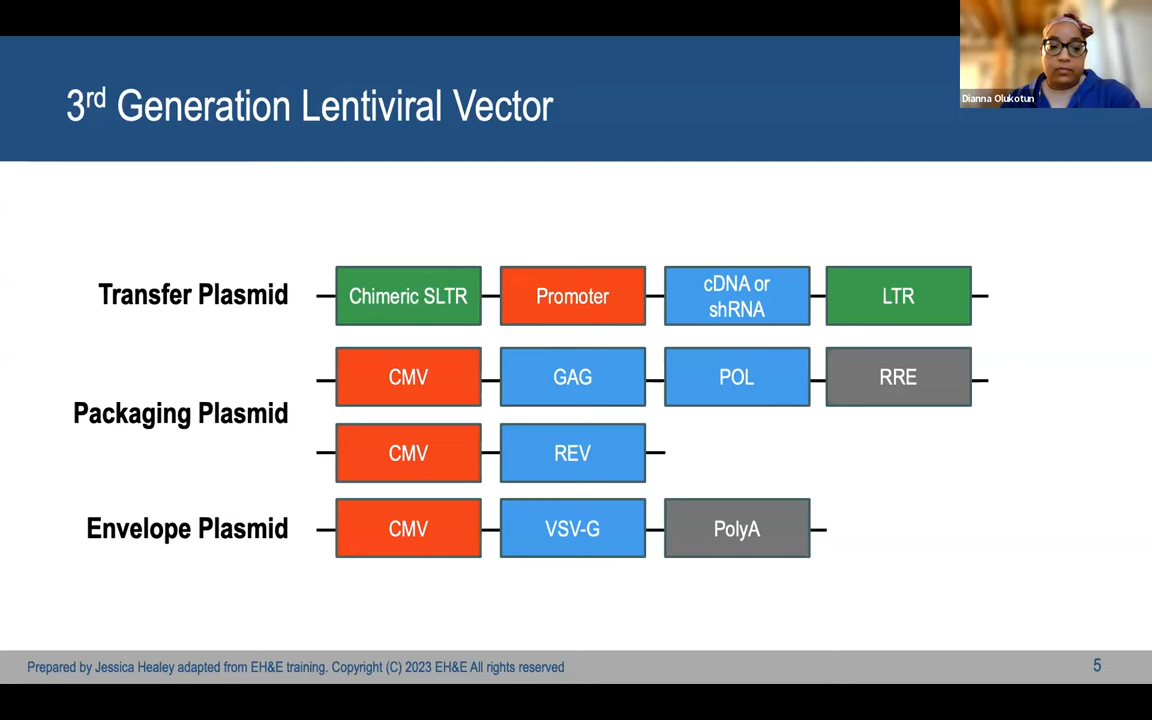 Dianna Olukotun
3rd Generation Lentiviral Vector
Transfer Plasmid
Chimeric SLTR
Promoter
cDNA or
shRNA
LTR
Packaging Plasmid
CMV
GAG
POL
RRE
CMV
REV
Envelope Plasmid
CMV
VSV-G
PolyA
Prepared by Jessica Healey adapted from EH&E training. Copyright (C) 2023 EH&E All rights reserved
5